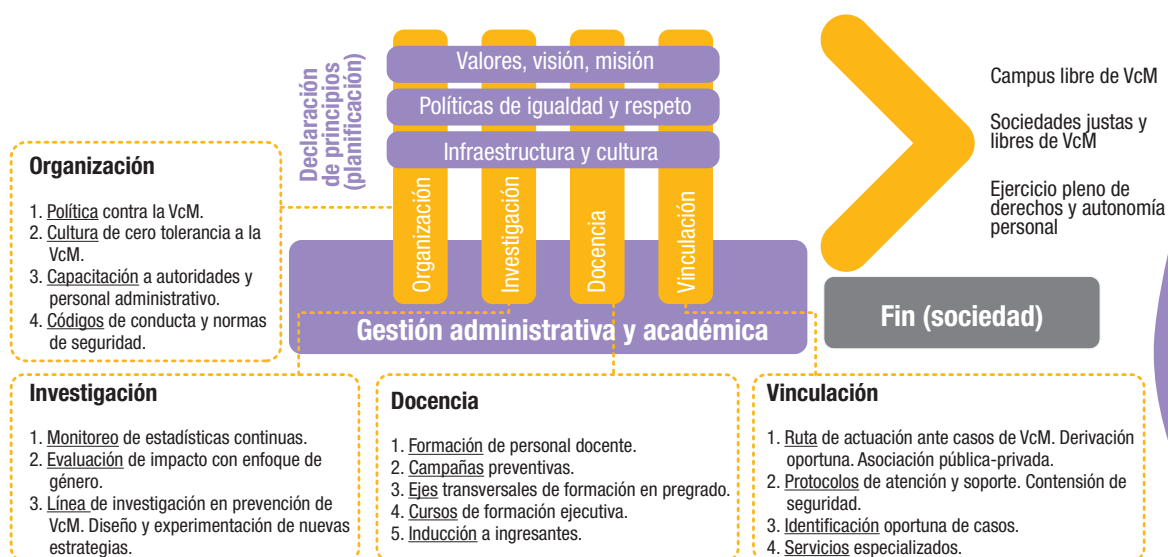 Declaración
de principios
(planificación)
Valores, visión, misión
Políticas de igualdad y respeto
Infraestructura y cultura
Organización
Investigación
Docencia
Vinculación
Gestión administrativa y académica
Campus libre de VcM
Sociedades justas y
libres de VcM
Ejercicio pleno de
derechos y autonomía
personal
Fin (sociedad)
Organización
1. Política contra la VcM.
2. Cultura de cero tolerancia a la
VcM.
3. Capacitación a autoridades y
personal administrativo.
4. Códigos de conducta y normas
de seguridad.
Investigación
1. Monitoreo de estadísticas continuas.
2. Evaluación de impacto con enfoque de
género.
3. Línea de investigación en prevención de
VcM. Diseño y experimentación de nuevas
estrategias.
Docencia
1. Formación de personal docente.
2. Campañas preventivas.
3. Ejes transversales de formación en pregrado.
4. Cursos de formación ejecutiva.
5. Inducción a ingresantes.
Vinculación
1. Ruta de actuación ante casos de VcM. Derivación
oportuna. Asociación pública-privada.
2. Protocolos de atención y soporte. Contensión de
seguridad.
3. Identificación oportuna de casos.
4. Servicios especializados.